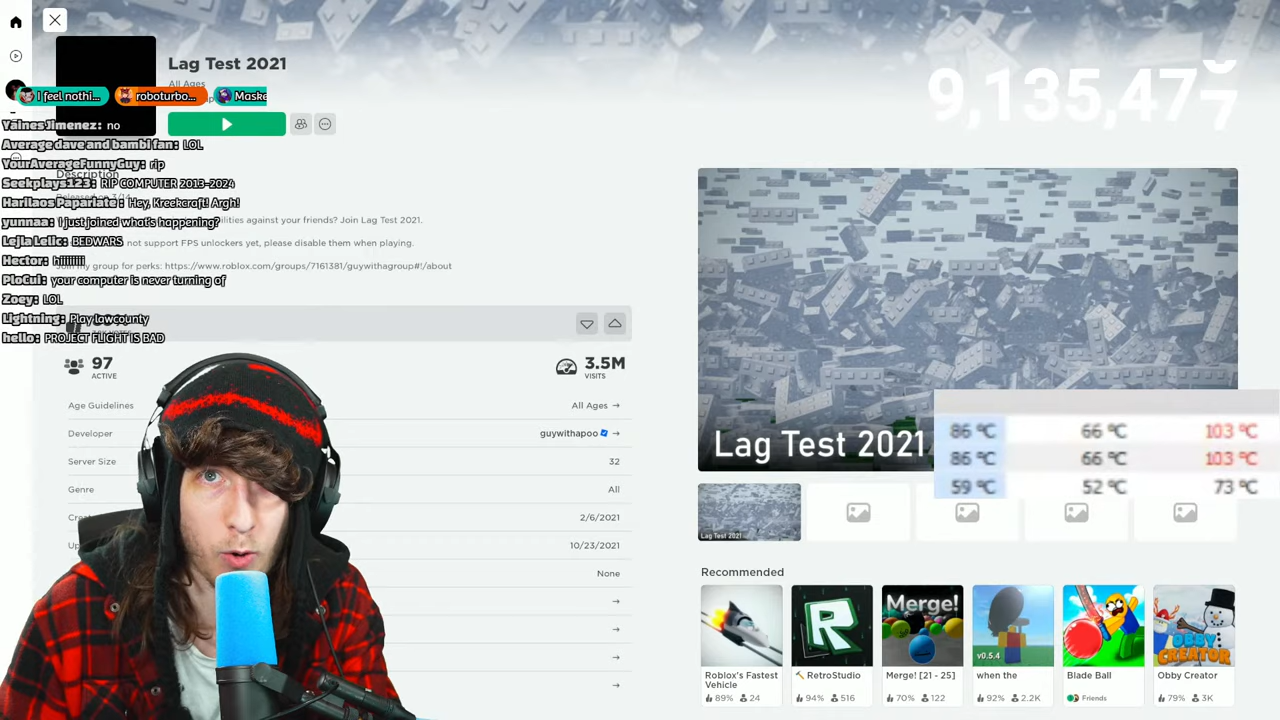 Lag Test 2021
All Ages
9,135,477
i feel nothi...
roboturbo...
Maske
Yaines Jimenez: no
Average dave and bambi fan: LOL
YourAverageFunnyGuy: rip
Description
Seekplays123: RIP COMPUTER 2013-2024
Harllaos Paparlate: Hey, Kreekcraft! Argh!
yunnaa: I just joined what's happening?
ilities against your friends? Join Lag Test 2021.
Lejla Lelic: BEDWARS
not support FPS unlockers yet, please disable them when playing.
Hector: hiiiiiiii
Join my group for perks: https://www.roblox.com/groups/7161381/guywithagroup#!/about
PloCul: your computer is never turning of
Zoey: LOL
Lightning: Play lawcounty
hello: PROJECT FLIGHT IS BAD
97
ACTIVE
3.5M
VISITS
Age Guidelines
All Ages
Developer
guywithapoo
Server Size
32
Genre
All
2/6/2021
10/23/2021
None
Lag Test 2021
86 °C 66 °C 103 °C
86 °C 66 °C 103 °C
59 °C 52 °C 73 °C
Lag Test 2021
Recommended
Merge!
v0.5.4
OBBY CREATOR
Roblox's Fastest Vehicle
89% 24
🔨 RetroStudio
94% 516
Merge! [21 - 25]
70% 122
when the
92% 2.2K
Blade Ball
Friends
Obby Creator
79% 3K